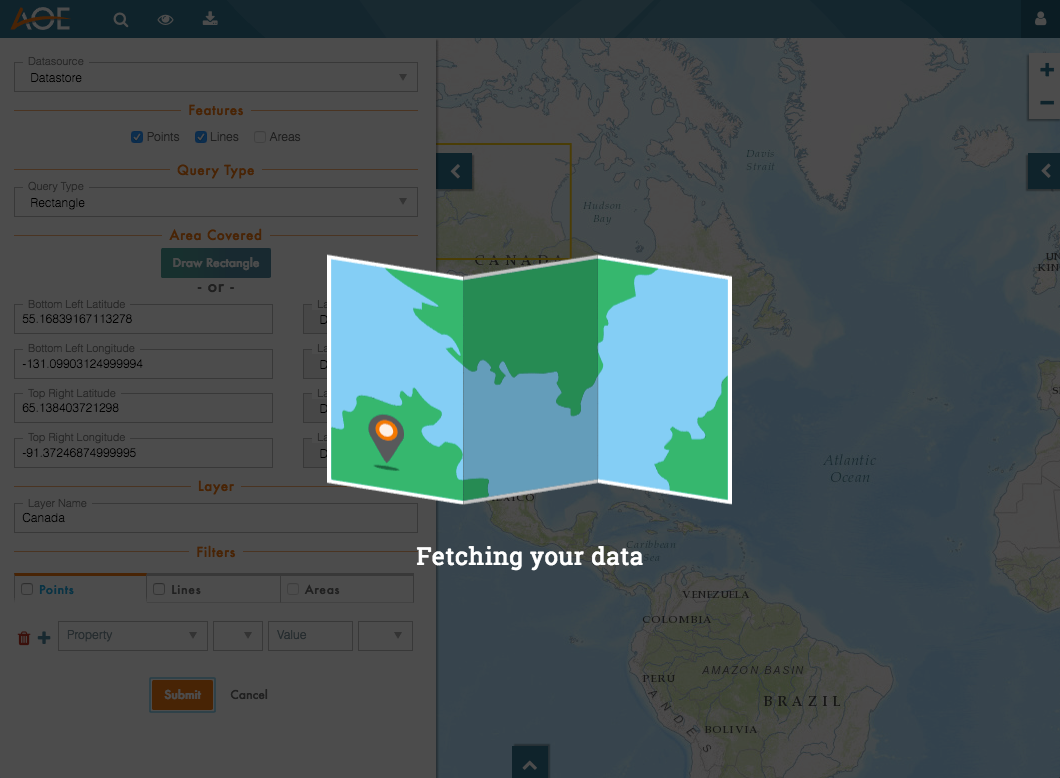 AOE
Datasource
Datastore
Features
Points Lines Areas
Query Type
Query Type
Rectangle
Area Covered
Draw Rectangle
- or -
Bottom Left Latitude
55.16839167113278
Bottom Left Longitude
-131.09903124999994
Top Right Latitude
65.138403721298
Top Right Longitude
-91.37246874999995
Layer
Layer Name
Canada
Filters
Points Lines Areas
Property Value
Submit Cancel
Fetching your data
Davis
Strait
Hudson
Bay
CANADA
Atlantic
Ocean
Caribbean
Sea
VENEZUELA
COLOMBIA
AMAZON BASIN
PERU
BRAZIL
ANDES
BOLIVIA